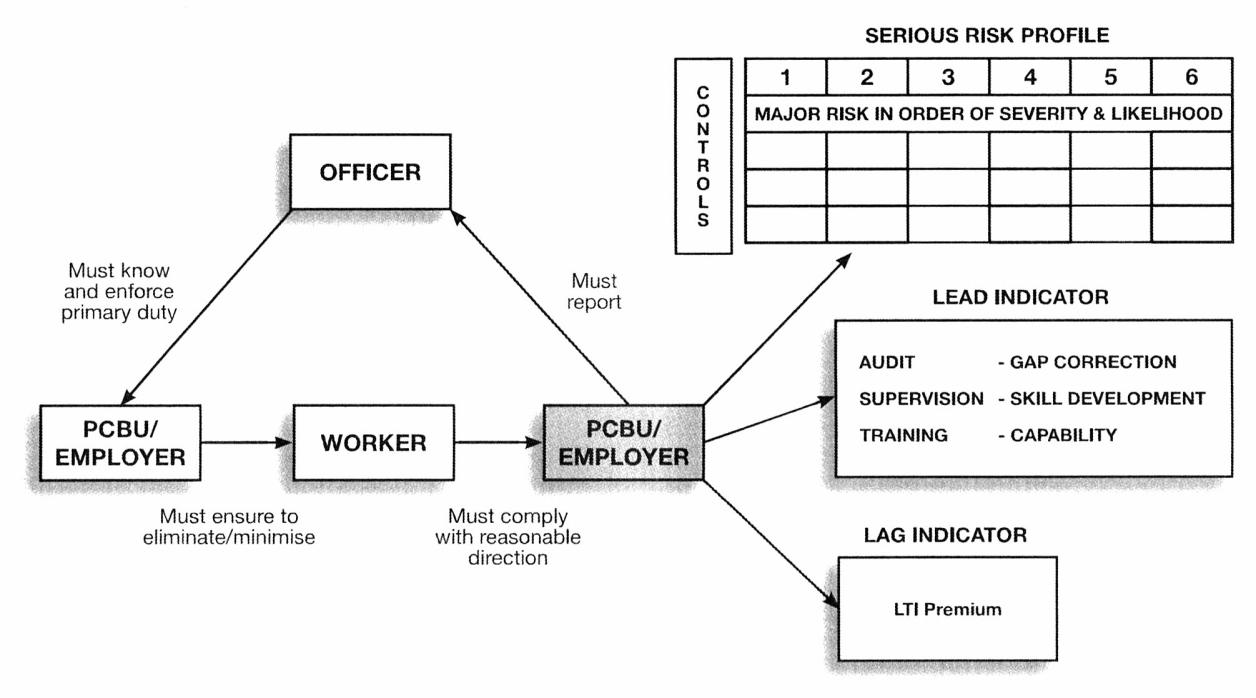 SERIOUS RISK PROFILE
1 2 3 4 5 6
CONTROLS
MAJOR RISK IN ORDER OF SEVERITY & LIKELIHOOD
OFFICER
Must know
and enforce
primary duty
Must
report
LEAD INDICATOR
AUDIT - GAP CORRECTION
SUPERVISION - SKILL DEVELOPMENT
TRAINING - CAPABILITY
PCBU/
EMPLOYER
WORKER
PCBU/
EMPLOYER
Must ensure to
eliminate/minimise
Must comply
with reasonable
direction
LAG INDICATOR
LTI Premium